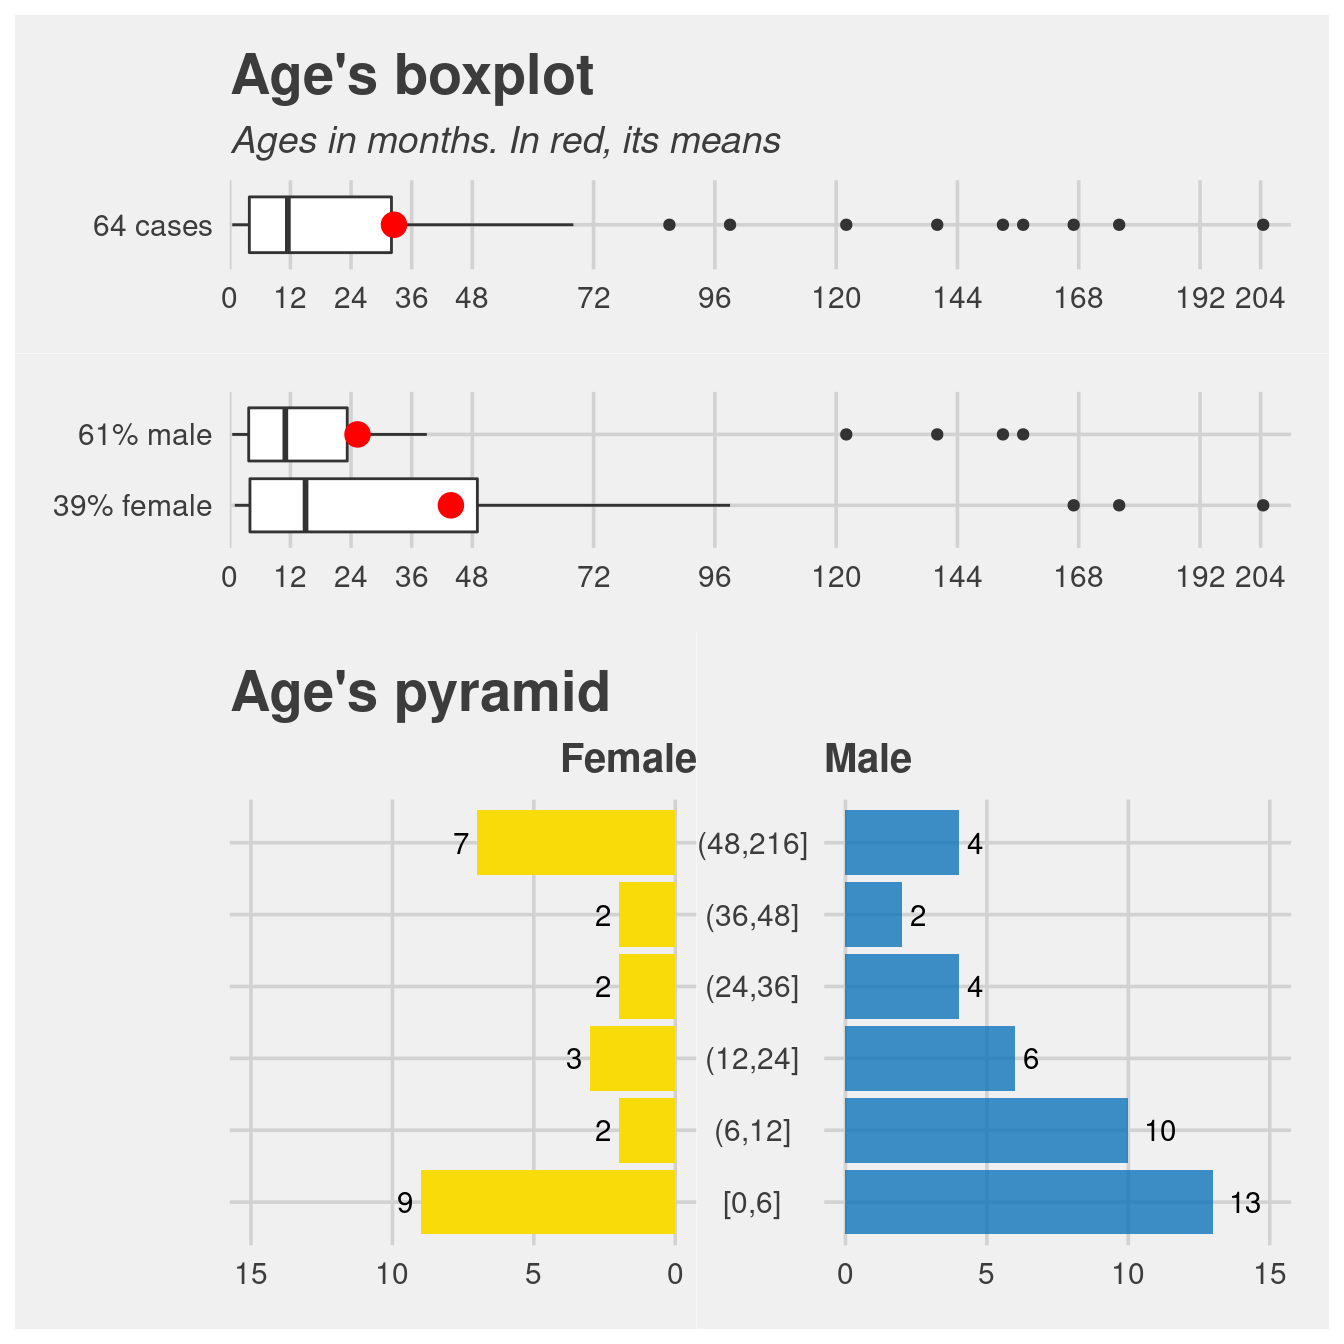 Age's boxplot
Ages in months. In red, its means
64 cases
0 12 24 36 48 72 96 120 144 168 192 204
61% male
39% female
0 12 24 36 48 72 96 120 144 168 192 204
Age's pyramid
Female Male
7 (48,216] 4
2 (36,48] 2
2 (24,36] 4
3 (12,24] 6
2 (6,12] 10
9 [0,6] 13
15 10 5 0 0 5 10 15